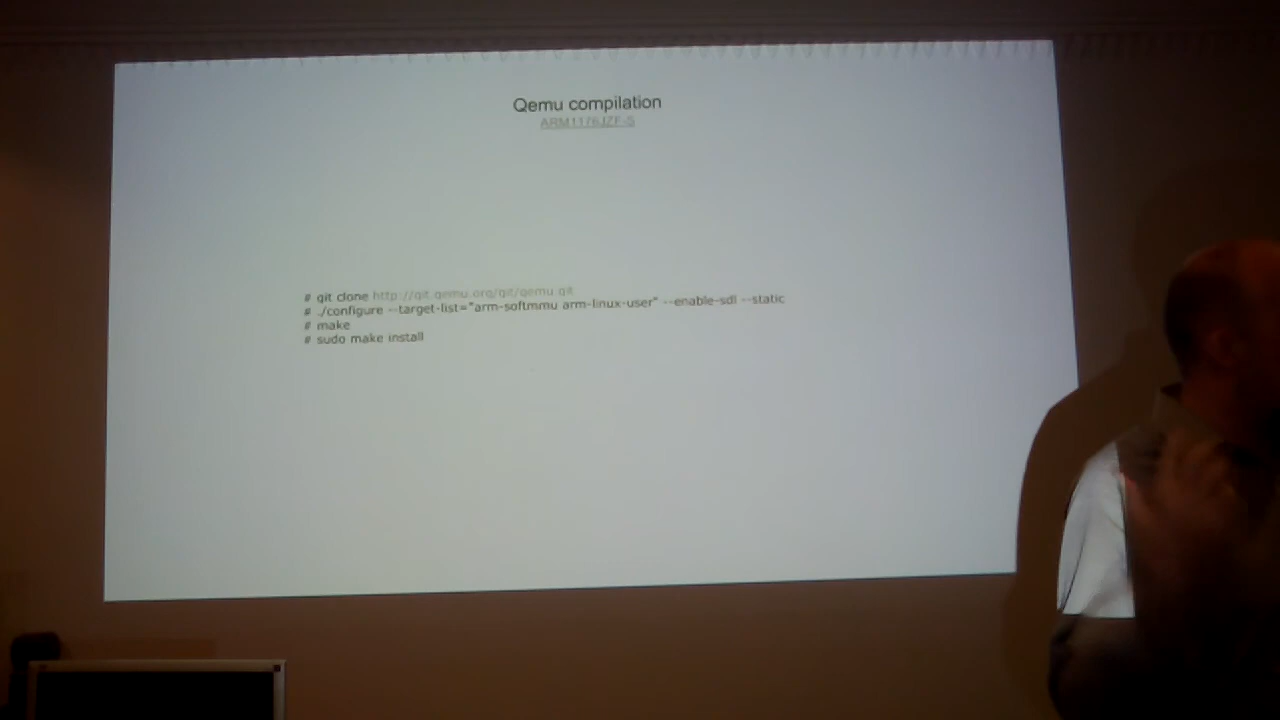 Qemu compilation
ARM1176JZF-S
# git clone http://git.qemu.org/git/qemu.git
# ./configure --target-list="arm-softmmu arm-linux-user" --enable-sdl --static
# make
# sudo make install